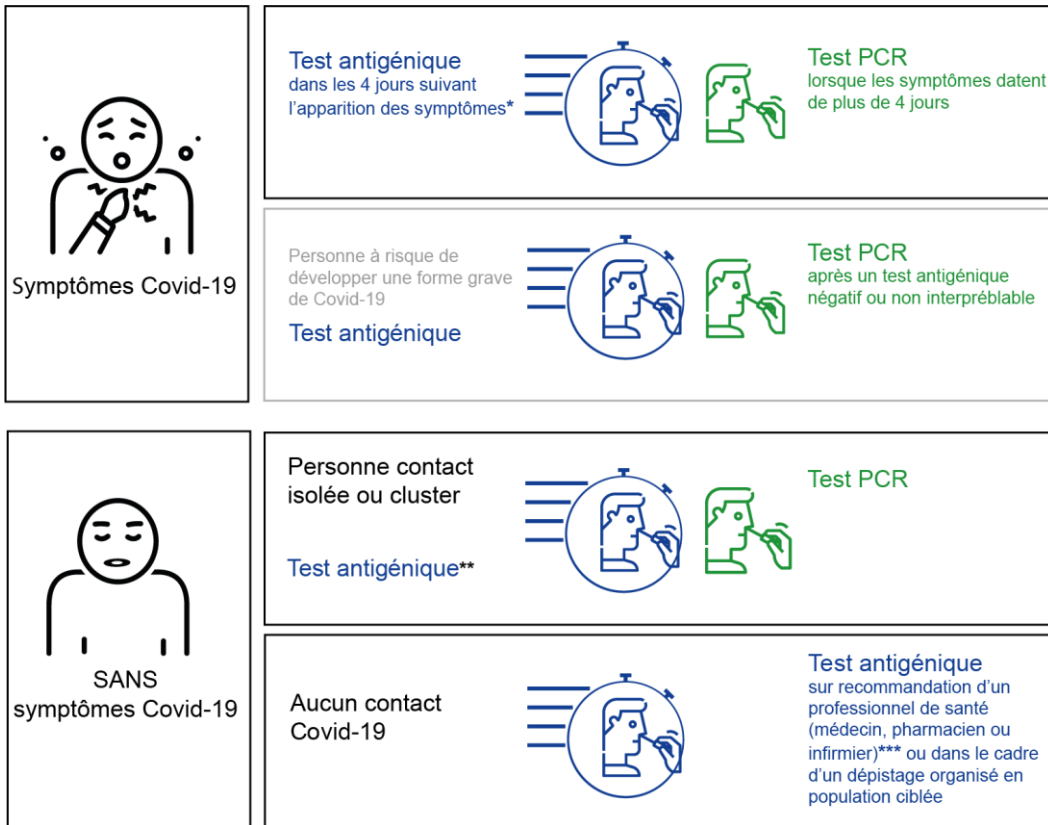 Symptômes Covid-19
Test antigénique
dans les 4 jours suivant
l'apparition des symptômes*
Test PCR
lorsque les symptômes datent
de plus de 4 jours
Personne à risque de
développer une forme grave
de Covid-19
Test antigénique
Test PCR
après un test antigénique
négatif ou non interpréblable
SANS
symptômes Covid-19
Personne contact
isolée ou cluster
Test antigénique**
Test PCR
Aucun contact
Covid-19
Test antigénique
sur recommandation d'un
professionnel de santé
(médecin, pharmacien ou
infirmier)*** ou dans le cadre
d'un dépistage organisé en
population ciblée